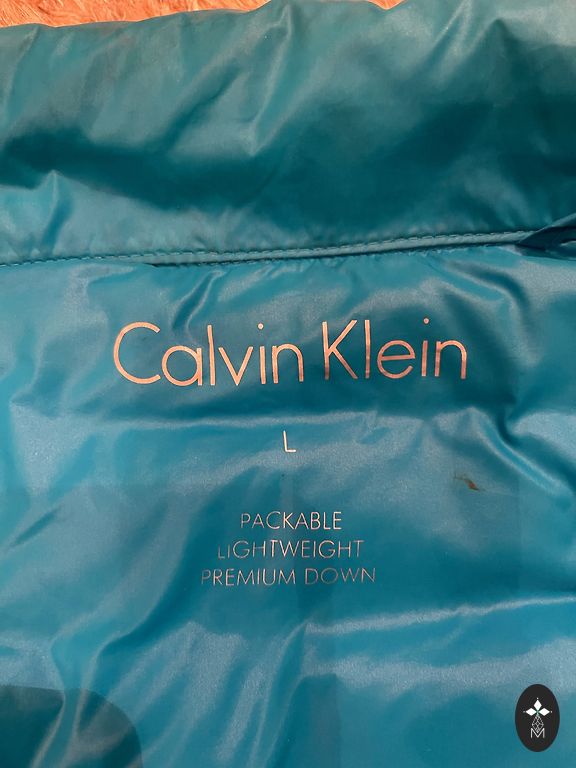 Calvin Klein
L
PACKABLE
LIGHTWEIGHT
PREMIUM DOWN
M